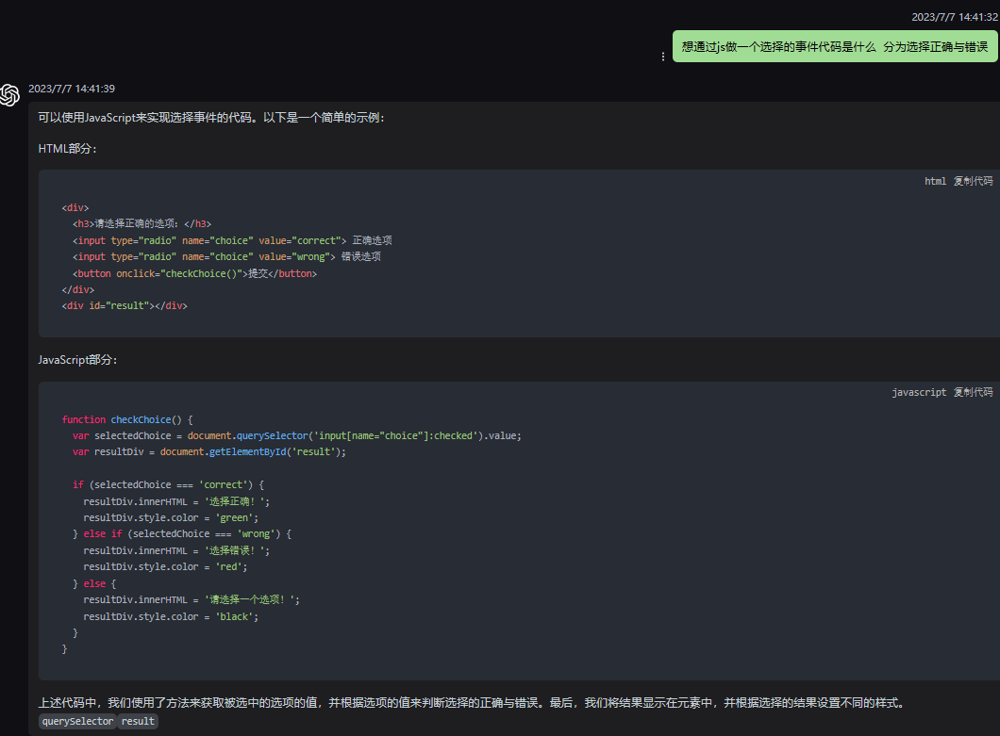 2023/7/7 14:41:32
想通过js做一个选择的事件代码是什么 分为选择正确与错误
2023/7/7 14:41:39
可以使用JavaScript来实现选择事件的代码。以下是一个简单的示例：
HTML部分：
html 复制代码
<div>
  <h3>请选择正确的选项：</h3>
  <input type="radio" name="choice" value="correct"> 正确选项
  <input type="radio" name="choice" value="wrong"> 错误选项
  <button onclick="checkChoice()">提交</button>
</div>
<div id="result"></div>
JavaScript部分：
javascript 复制代码
function checkChoice() {
  var selectedChoice = document.querySelector('input[name="choice"]:checked').value;
  var resultDiv = document.getElementById('result');
  if (selectedChoice === 'correct') {
    resultDiv.innerHTML = '选择正确！';
    resultDiv.style.color = 'green';
  } else if (selectedChoice === 'wrong') {
    resultDiv.innerHTML = '选择错误！';
    resultDiv.style.color = 'red';
  } else {
    resultDiv.innerHTML = '请选择一个选项！';
    resultDiv.style.color = 'black';
  }
}
上述代码中，我们使用了方法来获取被选中的选项的值，并根据选项的值来判断选择的正确与错误。最后，我们将结果显示在元素中，并根据选择的结果设置不同的样式。
querySelector result